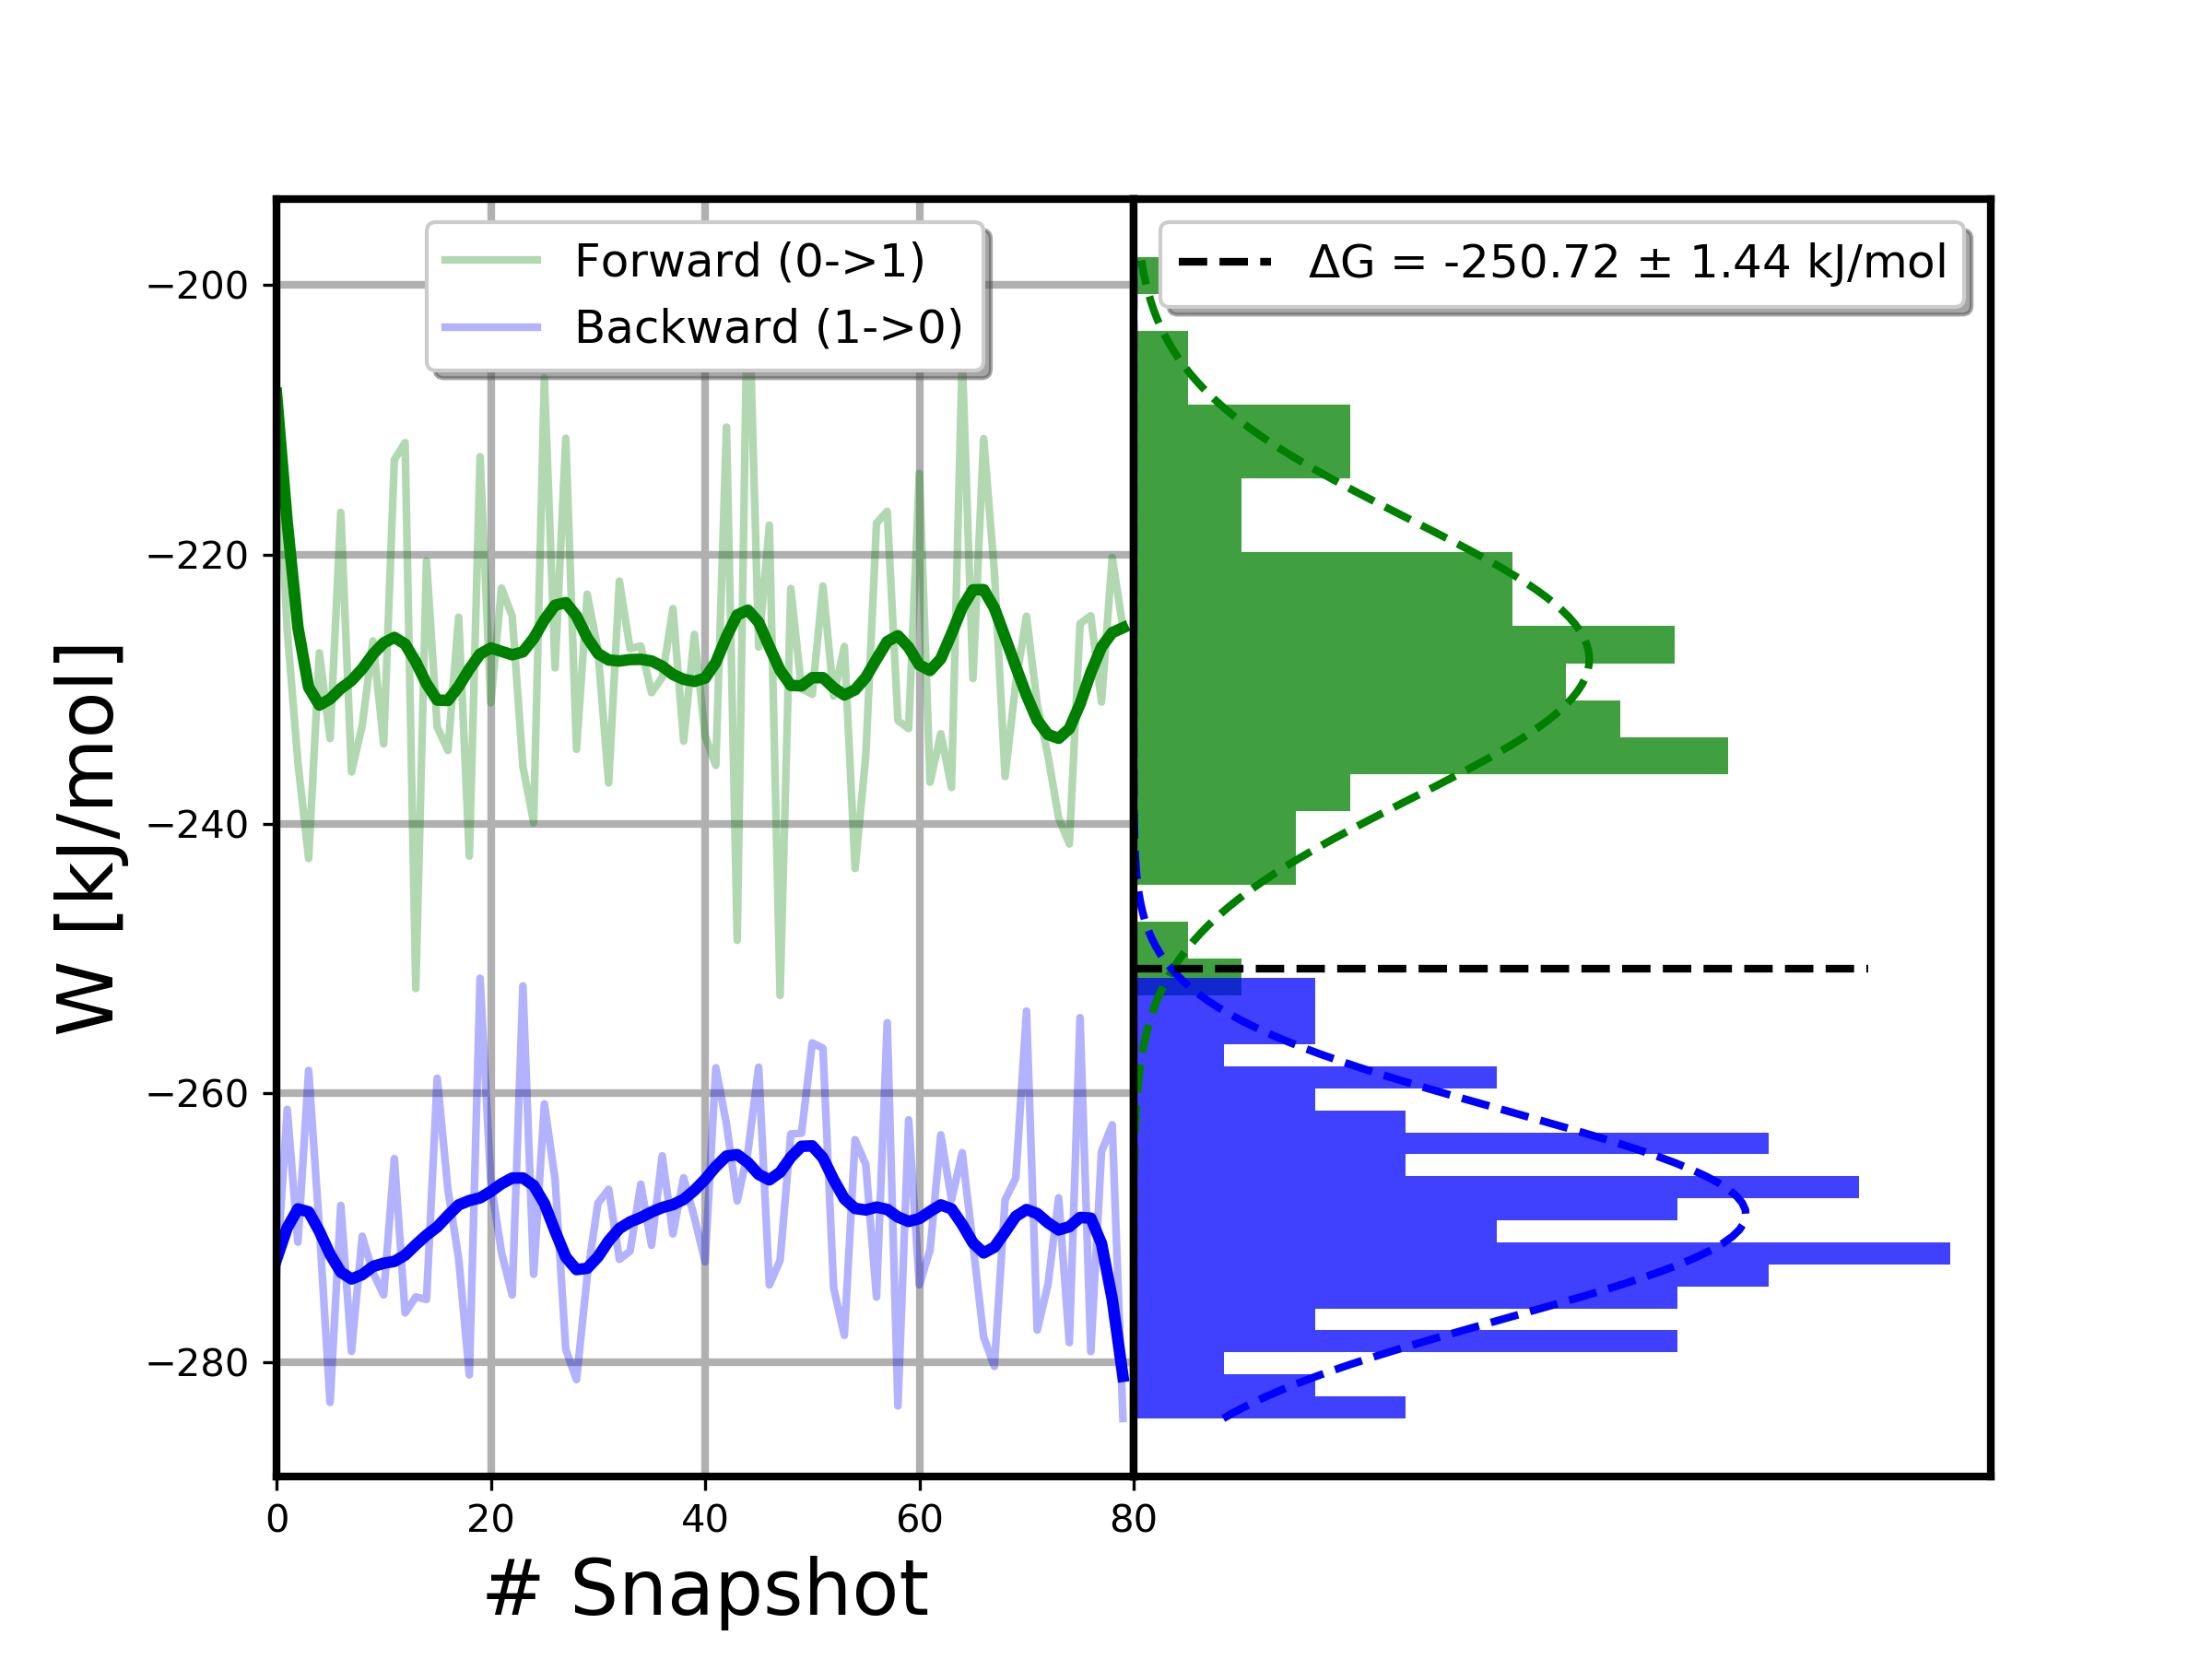 Forward (0->1)
Backward (1->0)
ΔG = -250.72 ± 1.44 kJ/mol
W [kJ/mol]
−200
−220
−240
−260
−280
0 20 40 60 80
# Snapshot